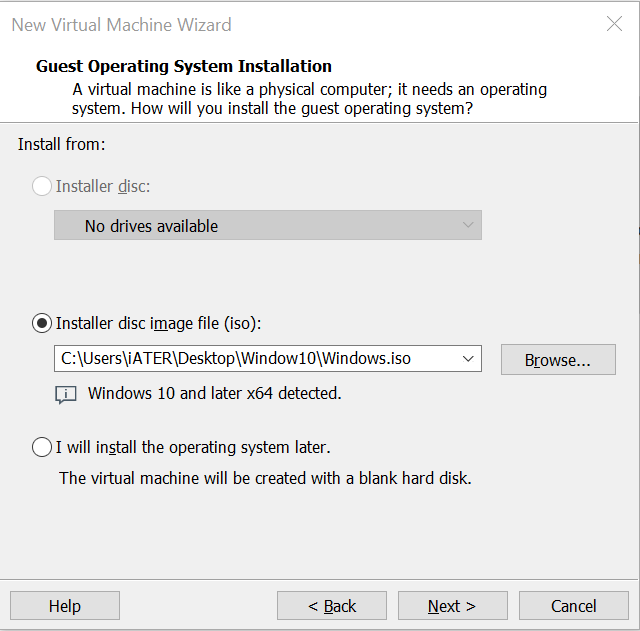 New Virtual Machine Wizard
Guest Operating System Installation
A virtual machine is like a physical computer; it needs an operating
system. How will you install the guest operating system?
Install from:
Installer disc:
No drives available
Installer disc image file (iso):
C:\Users\iATER\Desktop\Window10\Windows.iso
Browse...
Windows 10 and later x64 detected.
I will install the operating system later.
The virtual machine will be created with a blank hard disk.
Help
< Back
Next >
Cancel